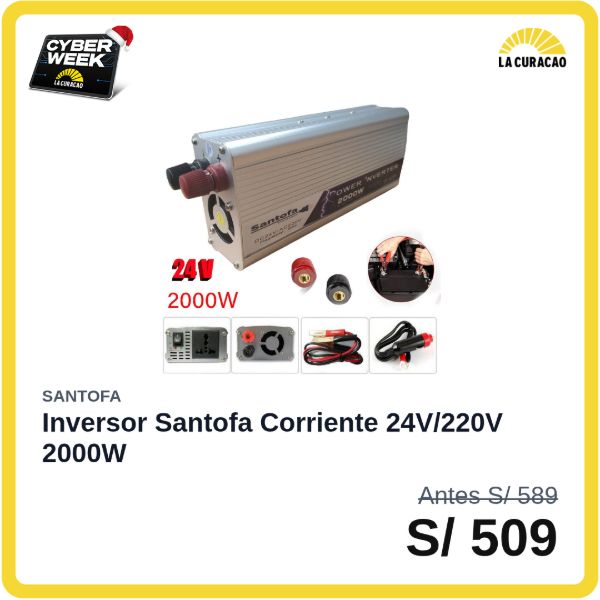 CYBER
WEEK
LA CURACAO
LA CURACAO
POWER INVERTER
2000W
Santofa
24V
2000W
SANTOFA
Inversor Santofa Corriente 24V/220V
2000W
Antes S/ 589
S/ 509